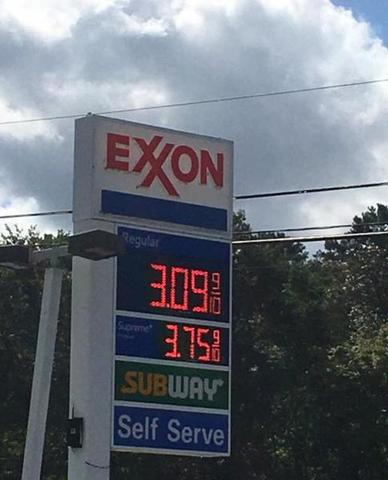 EXXON
Regular
3.09 9/10
Supreme+
3.75 9/10
SUBWAY
Self Serve